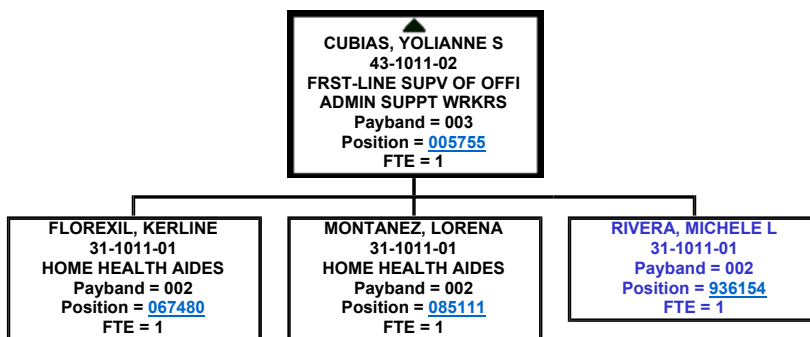 CUBIAS, YOLIANNE S
43-1011-02
FRST-LINE SUPV OF OFFI
ADMIN SUPPT WRKRS
Payband = 003
Position = 005755
FTE = 1
FLOREXIL, KERLINE
31-1011-01
HOME HEALTH AIDES
Payband = 002
Position = 067480
FTE = 1
MONTANEZ, LORENA
31-1011-01
HOME HEALTH AIDES
Payband = 002
Position = 085111
FTE = 1
RIVERA, MICHELE L
31-1011-01
Payband = 002
Position = 936154
FTE = 1